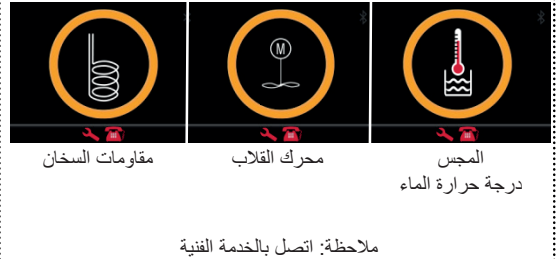 M
المجس
درجة حرارة الماء
محرك القلاب
مقاومات السخان
ملاحظة: اتصل بالخدمة الفنية